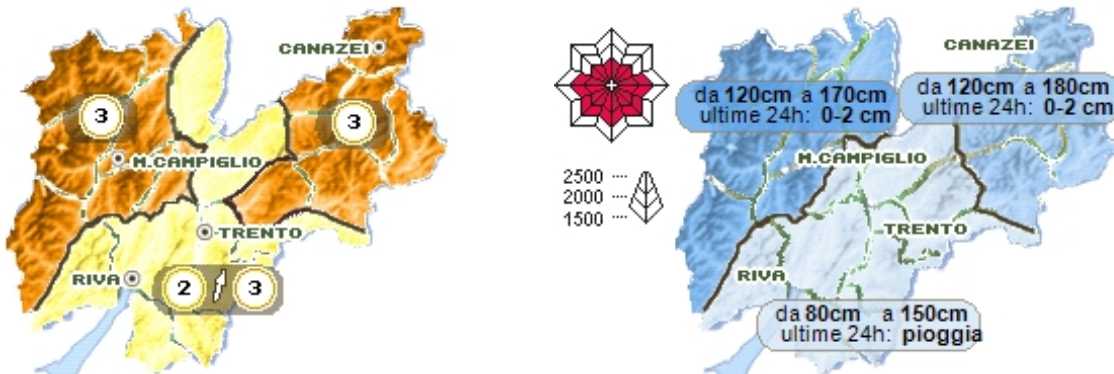 CANAZEI
3
3
M.CAMPIGLIO
TRENTO
RIVA
2 / 3
2500
2000
1500
CANAZEI
da 120cm a 170cm
ultime 24h: 0-2 cm
da 120cm a 180cm
ultime 24h: 0-2 cm
M.CAMPIGLIO
TRENTO
RIVA
da 80cm a 150cm
ultime 24h: pioggia